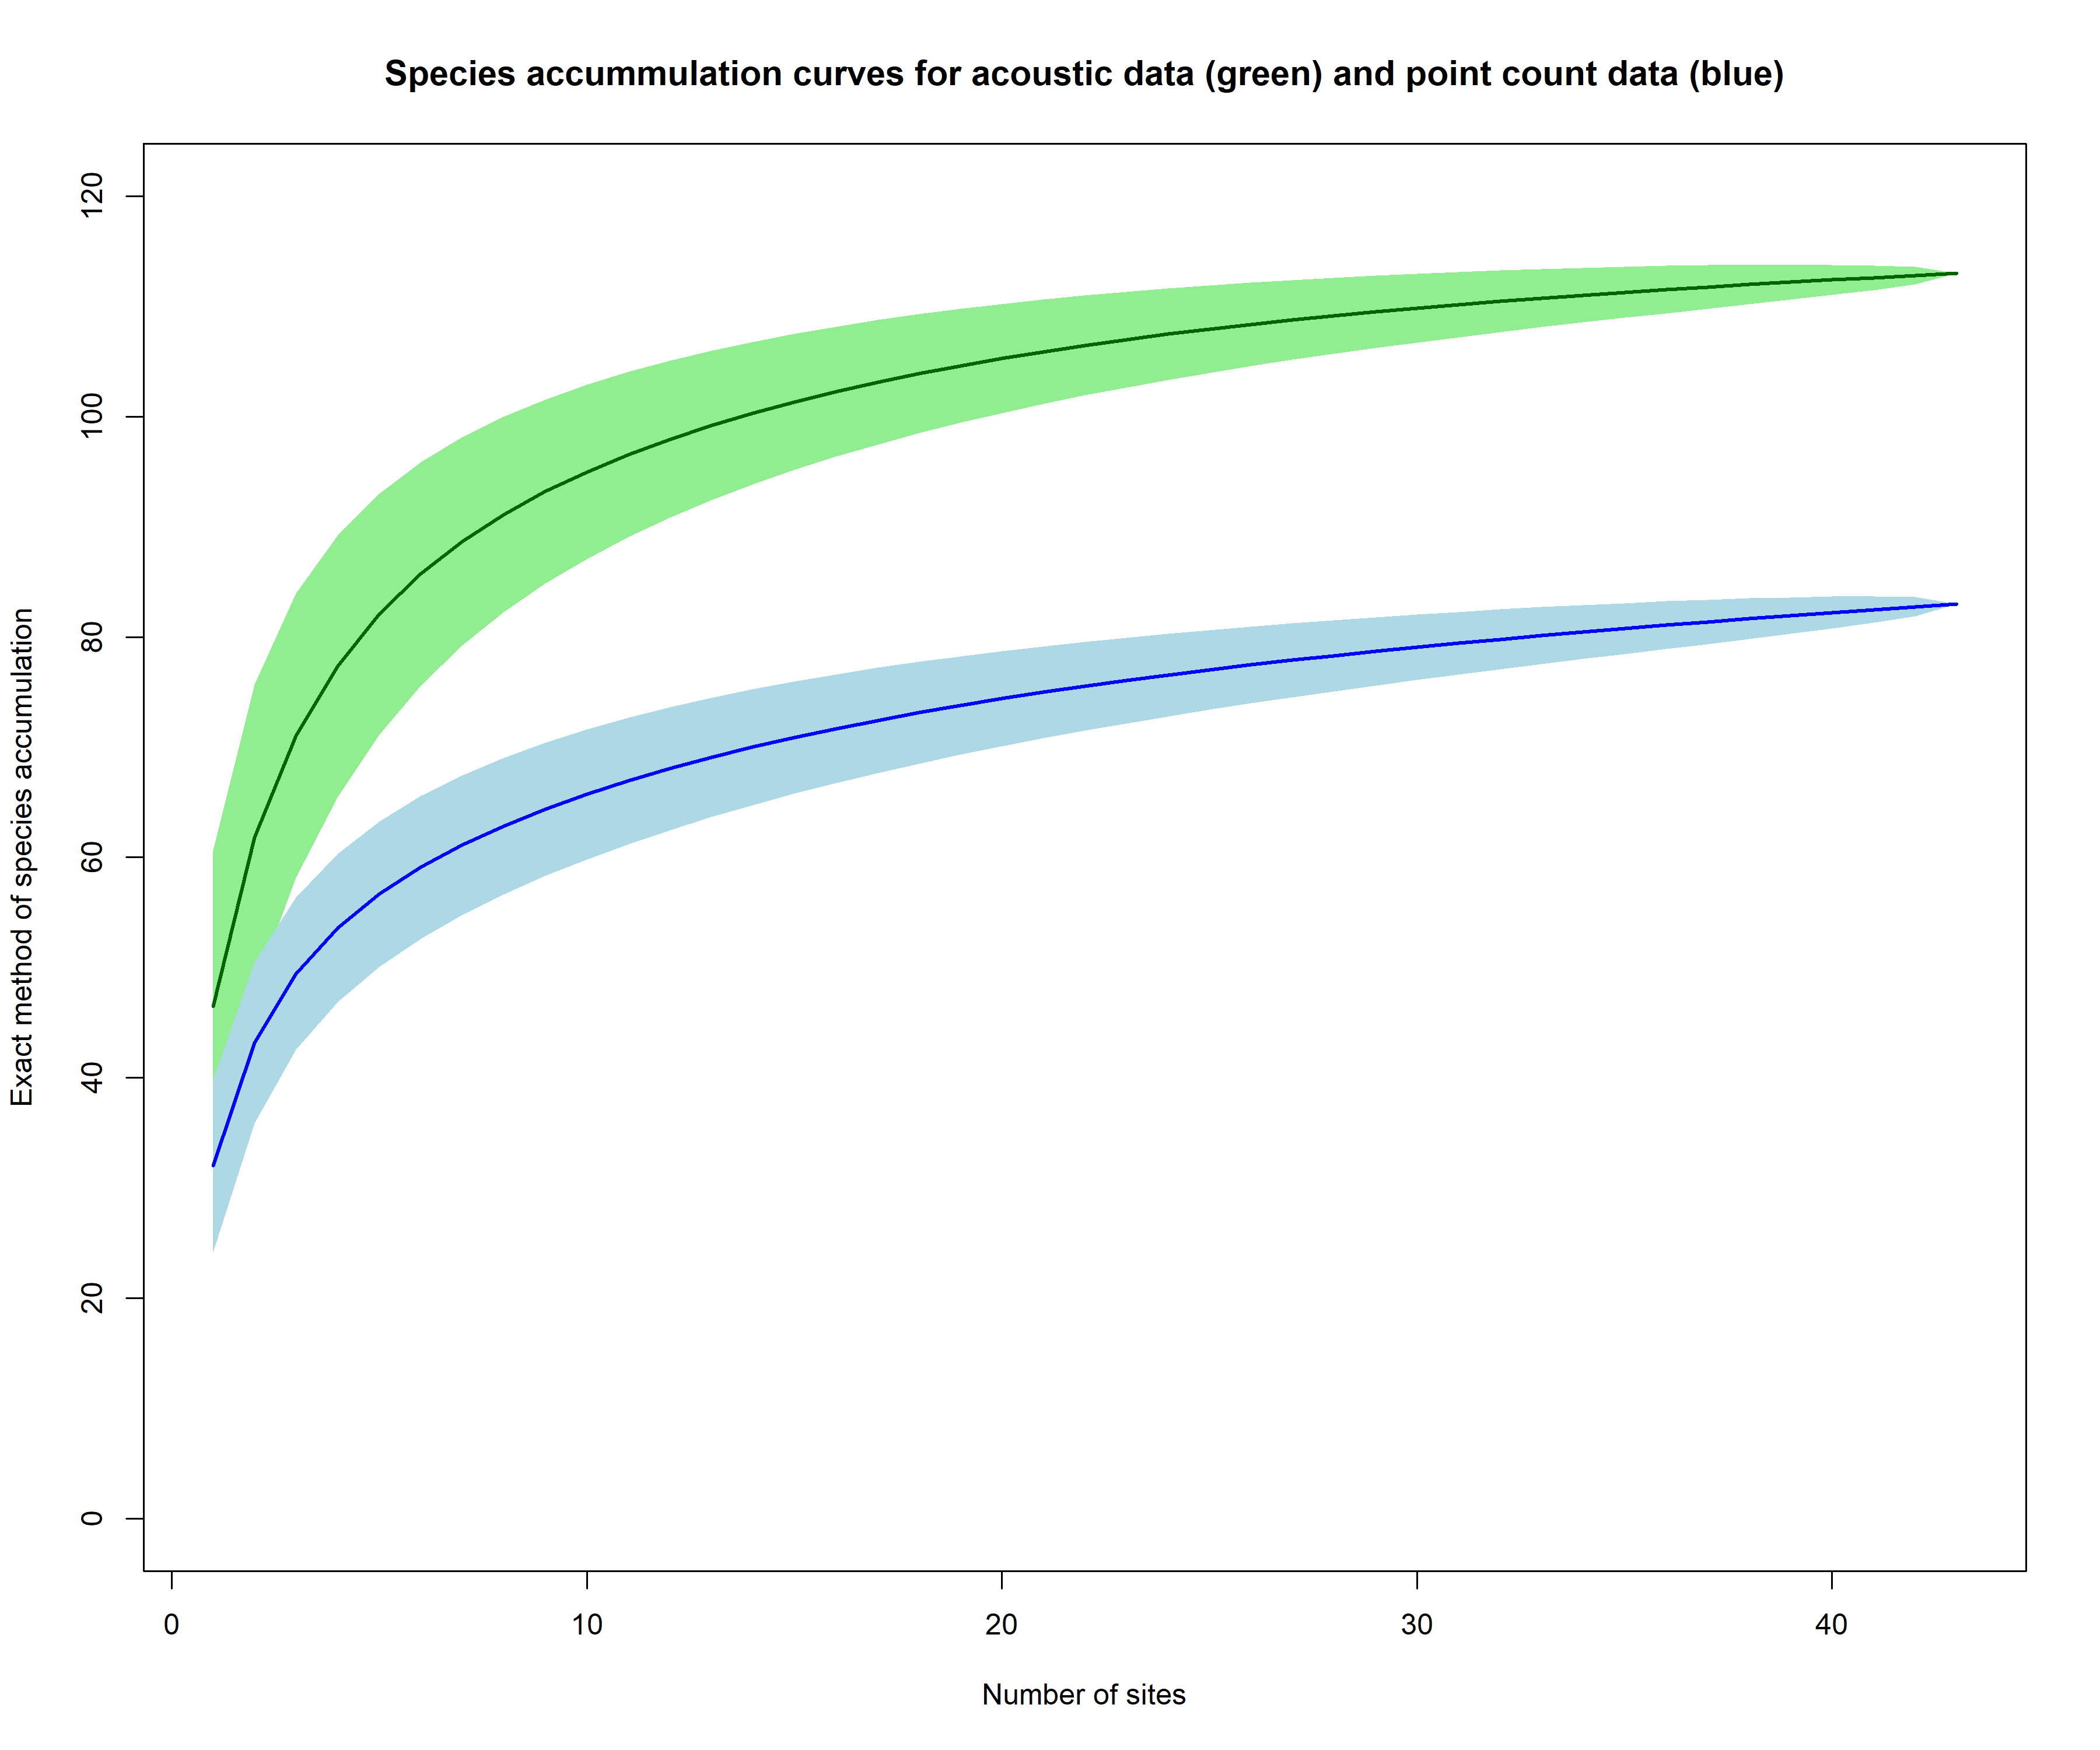 Species accummulation curves for acoustic data (green) and point count data (blue)
Exact method of species accumulation
120
100
80
60
40
20
0
0 10 20 30 40
Number of sites